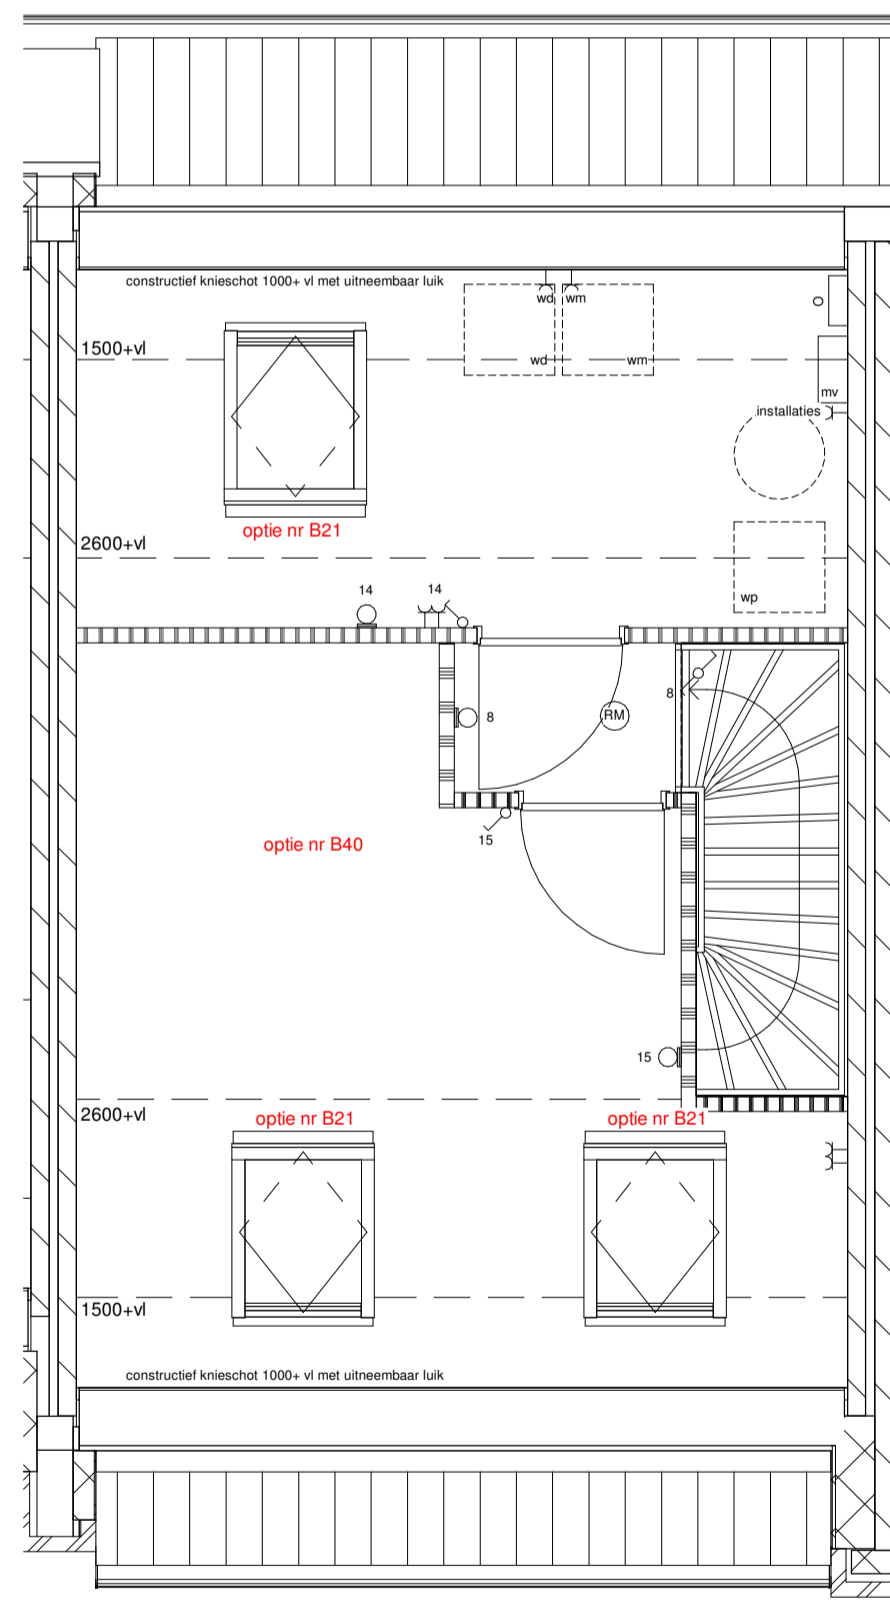 constructief knieschot 1000+ vl met uitneembaar luik
wd wm
O
1500+vl
wd wm
mv
installaties
optie nr B21
2600+vl
wp
14 14
8
8 RM
15
optie nr B40
15
2600+vl
optie nr B21 optie nr B21
1500+vl
constructief knieschot 1000+ vl met uitneembaar luik